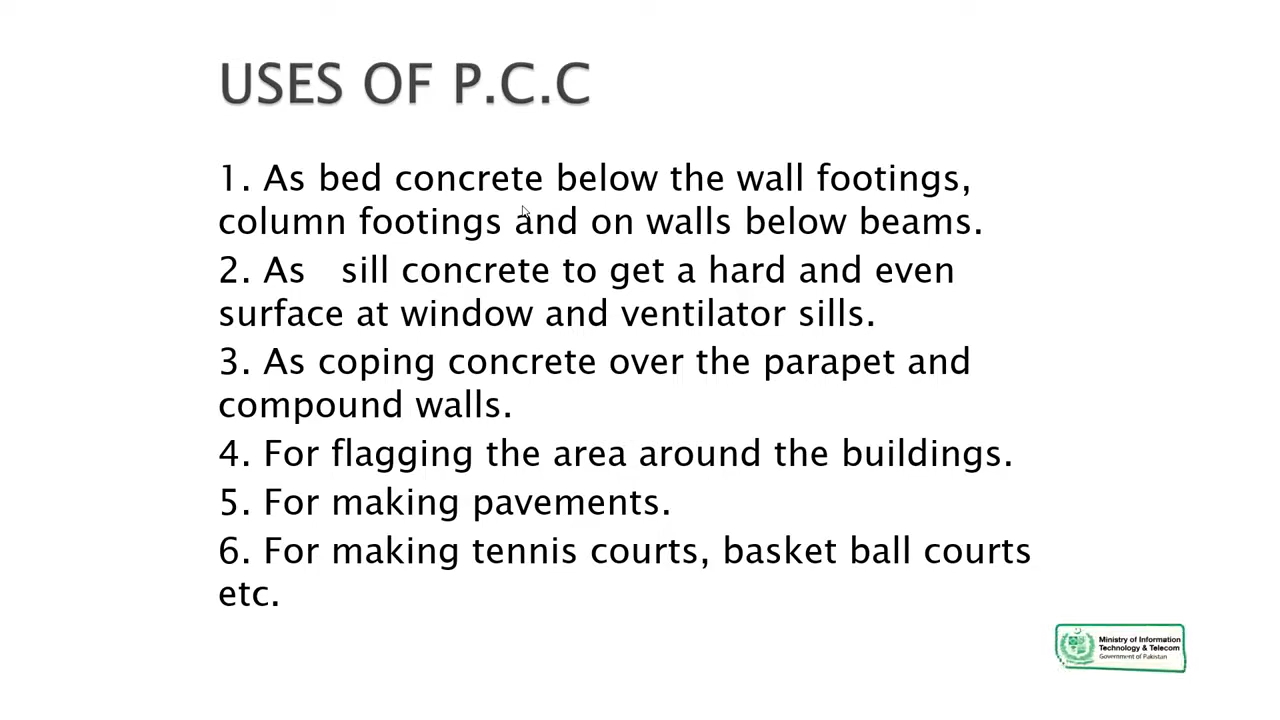 USES OF P.C.C
1. As bed concrete below the wall footings,
column footings and on walls below beams.
2. As   sill concrete to get a hard and even
surface at window and ventilator sills.
3. As coping concrete over the parapet and
compound walls.
4. For flagging the area around the buildings.
5. For making pavements.
6. For making tennis courts, basket ball courts
etc.
Ministry of Information
Technology & Telecom
Government of Pakistan